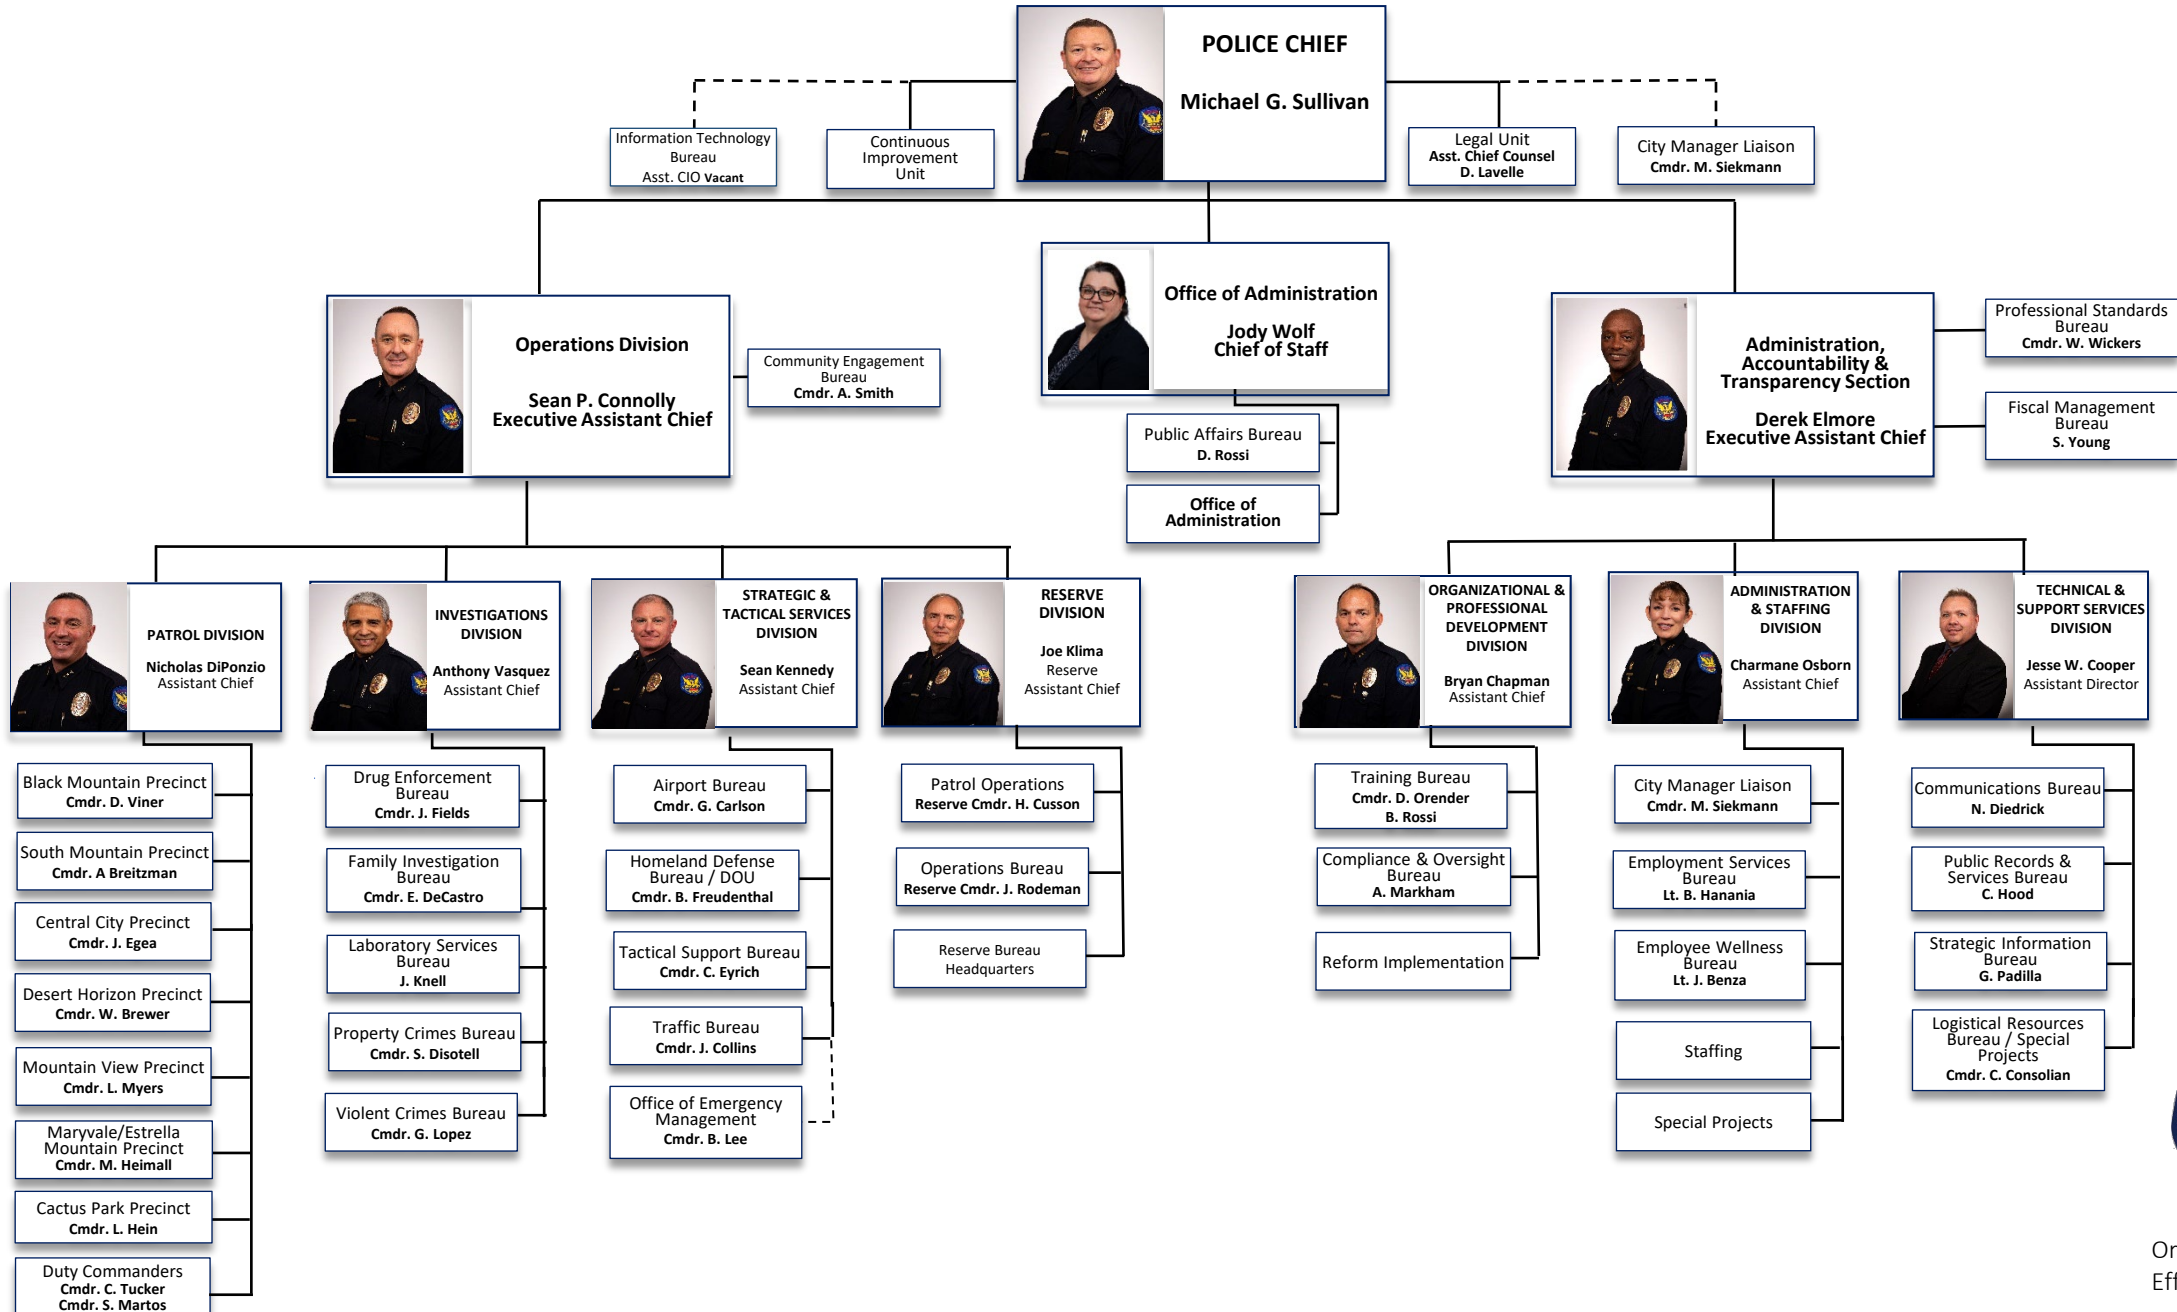 POLICE CHIEF
Michael G. Sullivan
Information Technology
Bureau
Asst. CIO Vacant
Continuous
Improvement
Unit
Legal Unit
Asst. Chief Counsel
D. Lavelle
City Manager Liaison
Cmdr. M. Siekmann
Operations Division
Sean P. Connolly
Executive Assistant Chief
Community Engagement
Bureau
Cmdr. A. Smith
Office of Administration
Jody Wolf
Chief of Staff
Public Affairs Bureau
D. Rossi
Office of
Administration
Administration,
Accountability &
Transparency Section
Derek Elmore
Executive Assistant Chief
Professional Standards
Bureau
Cmdr. W. Wickers
Fiscal Management
Bureau
S. Young
PATROL DIVISION
Nicholas DiPonzio
Assistant Chief
INVESTIGATIONS
DIVISION
Anthony Vasquez
Assistant Chief
STRATEGIC &
TACTICAL SERVICES
DIVISION
Sean Kennedy
Assistant Chief
RESERVE
DIVISION
Joe Klima
Reserve
Assistant Chief
ORGANIZATIONAL &
PROFESSIONAL
DEVELOPMENT
DIVISION
Bryan Chapman
Assistant Chief
ADMINISTRATION
& STAFFING
DIVISION
Charmane Osborn
Assistant Chief
TECHNICAL &
SUPPORT SERVICES
DIVISION
Jesse W. Cooper
Assistant Director
Black Mountain Precinct
Cmdr. D. Viner
South Mountain Precinct
Cmdr. A Breitzman
Central City Precinct
Cmdr. J. Egea
Desert Horizon Precinct
Cmdr. W. Brewer
Mountain View Precinct
Cmdr. L. Myers
Maryvale/Estrella
Mountain Precinct
Cmdr. M. Heimall
Cactus Park Precinct
Cmdr. L. Hein
Duty Commanders
Cmdr. C. Tucker
Cmdr. S. Martos
Drug Enforcement
Bureau
Cmdr. J. Fields
Family Investigation
Bureau
Cmdr. E. DeCastro
Laboratory Services
Bureau
J. Knell
Property Crimes Bureau
Cmdr. S. Disotell
Violent Crimes Bureau
Cmdr. G. Lopez
Airport Bureau
Cmdr. G. Carlson
Homeland Defense
Bureau / DOU
Cmdr. B. Freudenthal
Tactical Support Bureau
Cmdr. C. Eyrich
Traffic Bureau
Cmdr. J. Collins
Office of Emergency
Management
Cmdr. B. Lee
Patrol Operations
Reserve Cmdr. H. Cusson
Operations Bureau
Reserve Cmdr. J. Rodeman
Reserve Bureau
Headquarters
Training Bureau
Cmdr. D. Orender
B. Rossi
Compliance & Oversight
Bureau
A. Markham
Reform Implementation
City Manager Liaison
Cmdr. M. Siekmann
Employment Services
Bureau
Lt. B. Hanania
Employee Wellness
Bureau
Lt. J. Benza
Staffing
Special Projects
Communications Bureau
N. Diedrick
Public Records &
Services Bureau
C. Hood
Strategic Information
Bureau
G. Padilla
Logistical Resources
Bureau / Special
Projects
Cmdr. C. Consolian
Or
Eff